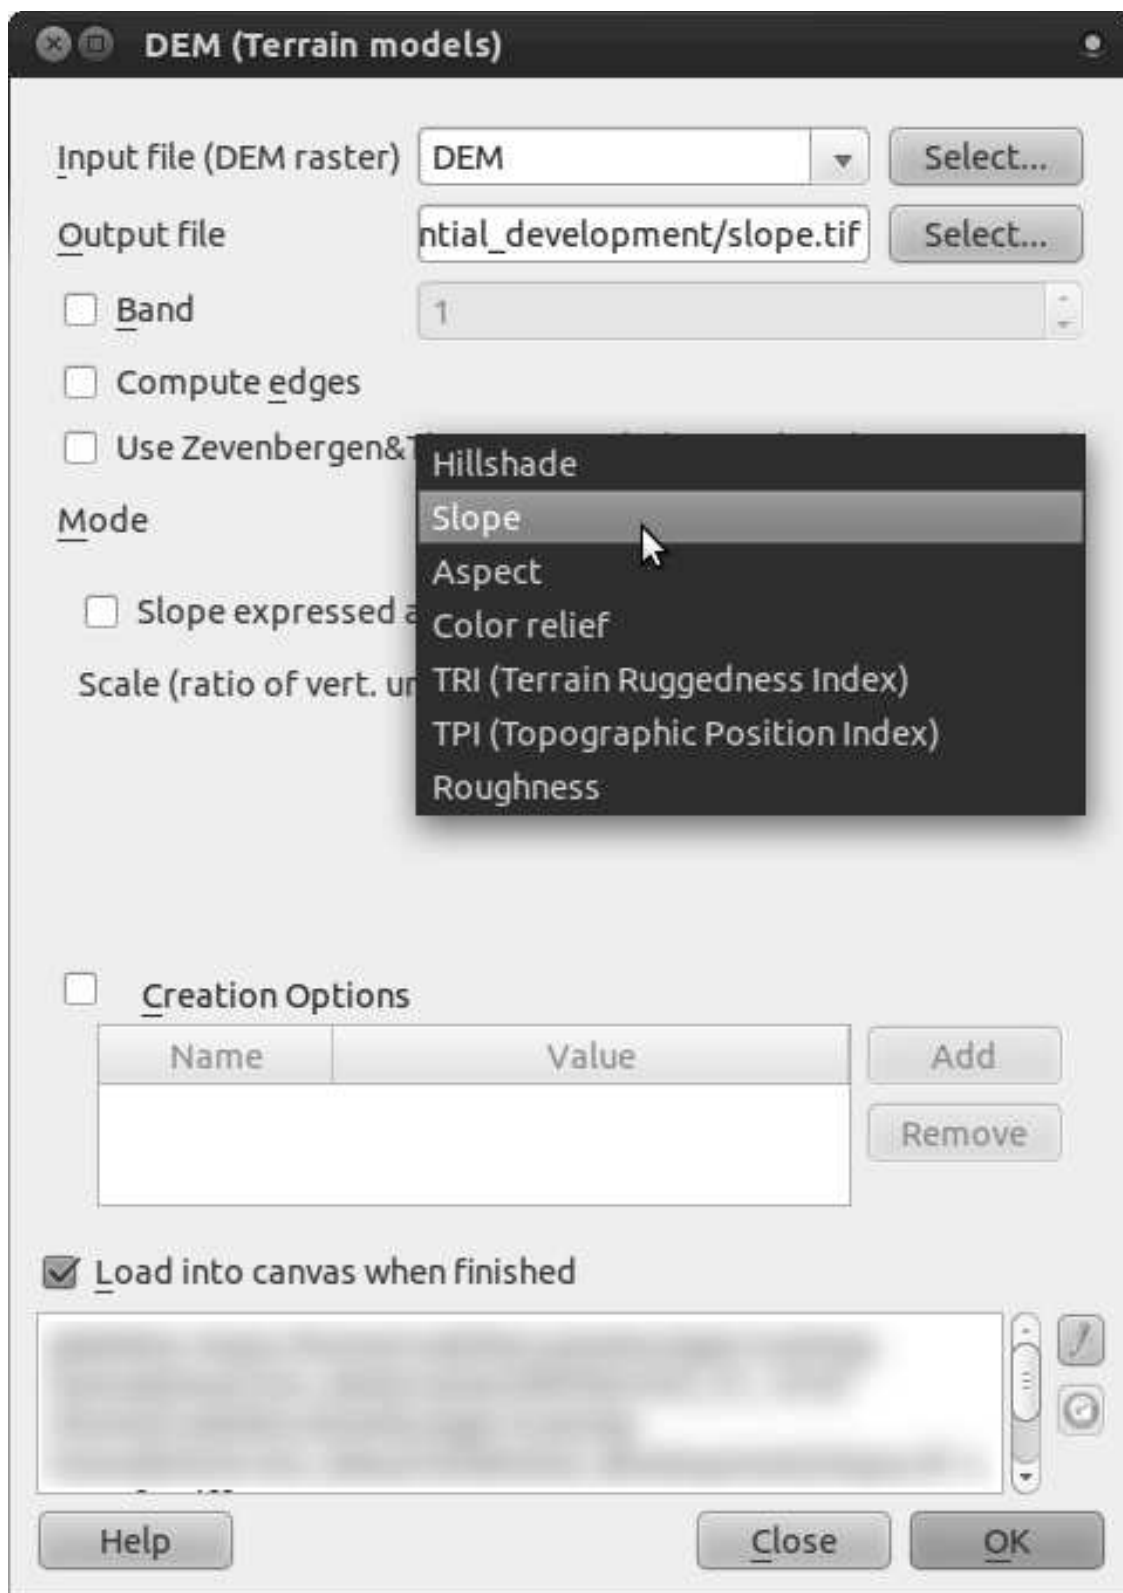 DEM (Terrain models)
Input file (DEM raster) DEM Select...
Output file ntial_development/slope.tif Select...
Band 1
Compute edges
Use Zevenbergen&
Hillshade
Mode
Slope
Aspect
Slope expressed
Color relief
Scale (ratio of vert.
TRI (Terrain Ruggedness Index)
TPI (Topographic Position Index)
Roughness
Creation Options
Name Value Add
Remove
Load into canvas when finished
Help Close OK